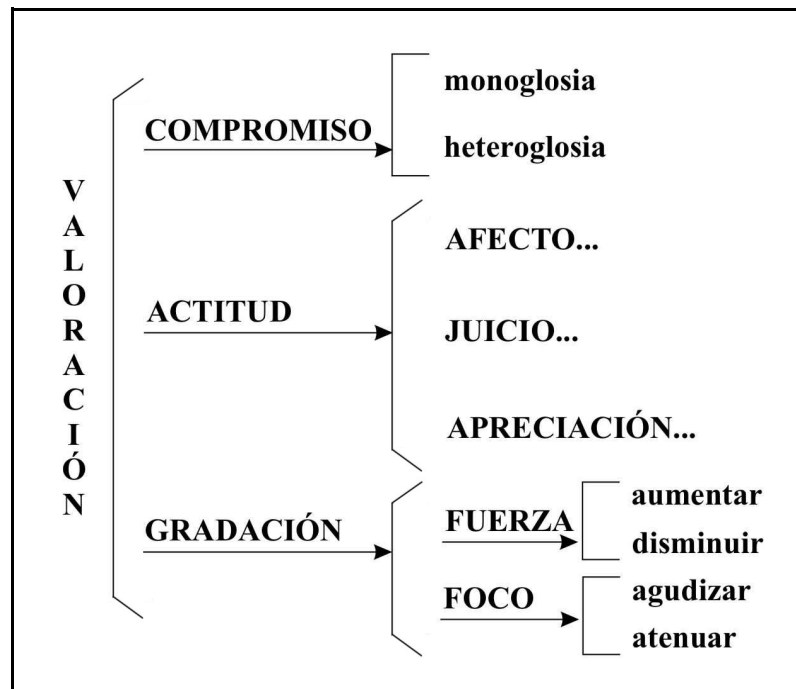 VALORACIÓN
COMPROMISO
monoglosia
heteroglosia
ACTITUD
AFECTO...
JUICIO...
APRECIACIÓN...
GRADACIÓN
FUERZA
aumentar
disminuir
FOCO
agudizar
atenuar